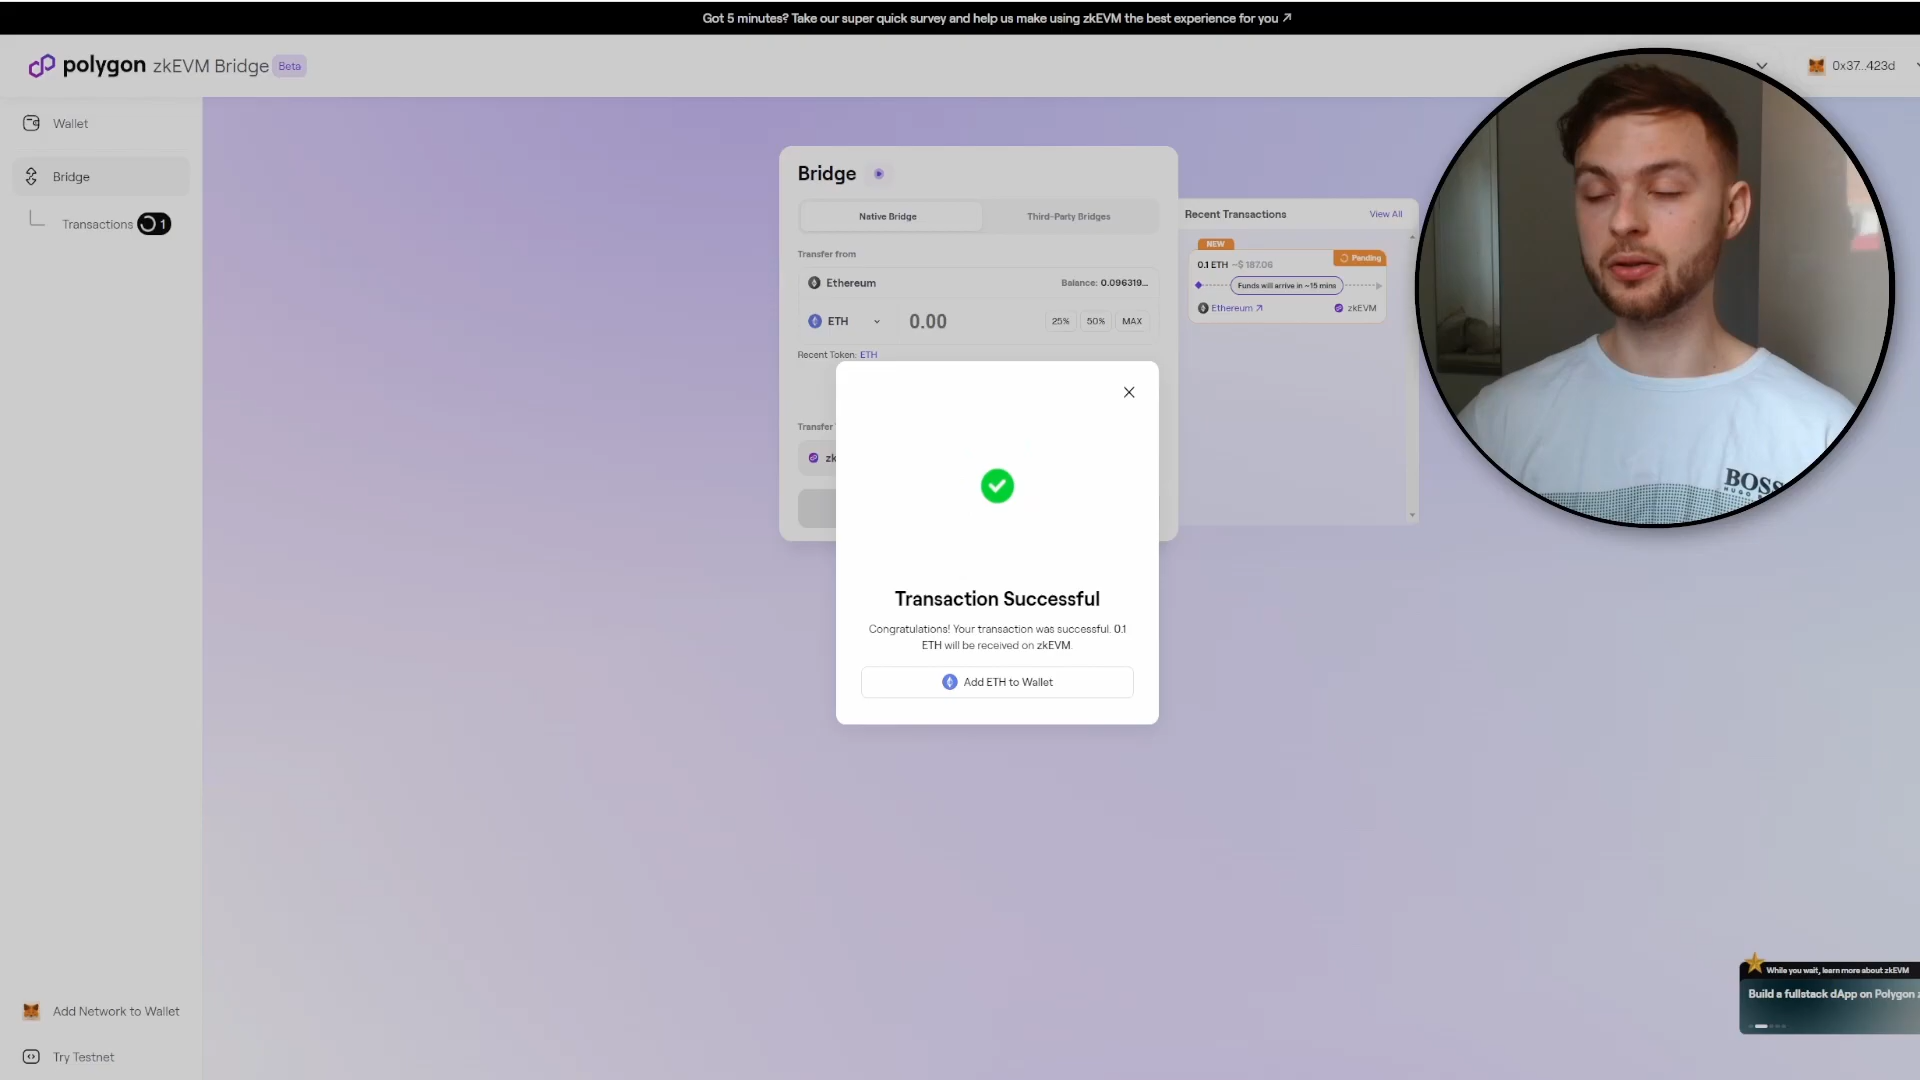 Got 5 minutes? Take our super quick survey and help us make using zkEVM the best experience for you ↗
polygon zkEVM Bridge Beta
0x37...423d
Wallet
Bridge
Transactions 1
Bridge
Native Bridge
Third-Party Bridges
Transfer from
Ethereum
Balance: 0.096319...
ETH
0.00
25%
50%
MAX
Recent Token: ETH
Transfer
zk
Recent Transactions
View All
NEW
0.1 ETH ~$ 187.06
Pending
Funds will arrive in ~15 mins
Ethereum ↗
zkEVM
Transaction Successful
Congratulations! Your transaction was successful. 0.1
ETH will be received on zkEVM.
Add ETH to Wallet
BOSS
HUGO
While you wait, learn more about zkEVM
Build a fullstack dApp on Polygon z
Add Network to Wallet
Try Testnet